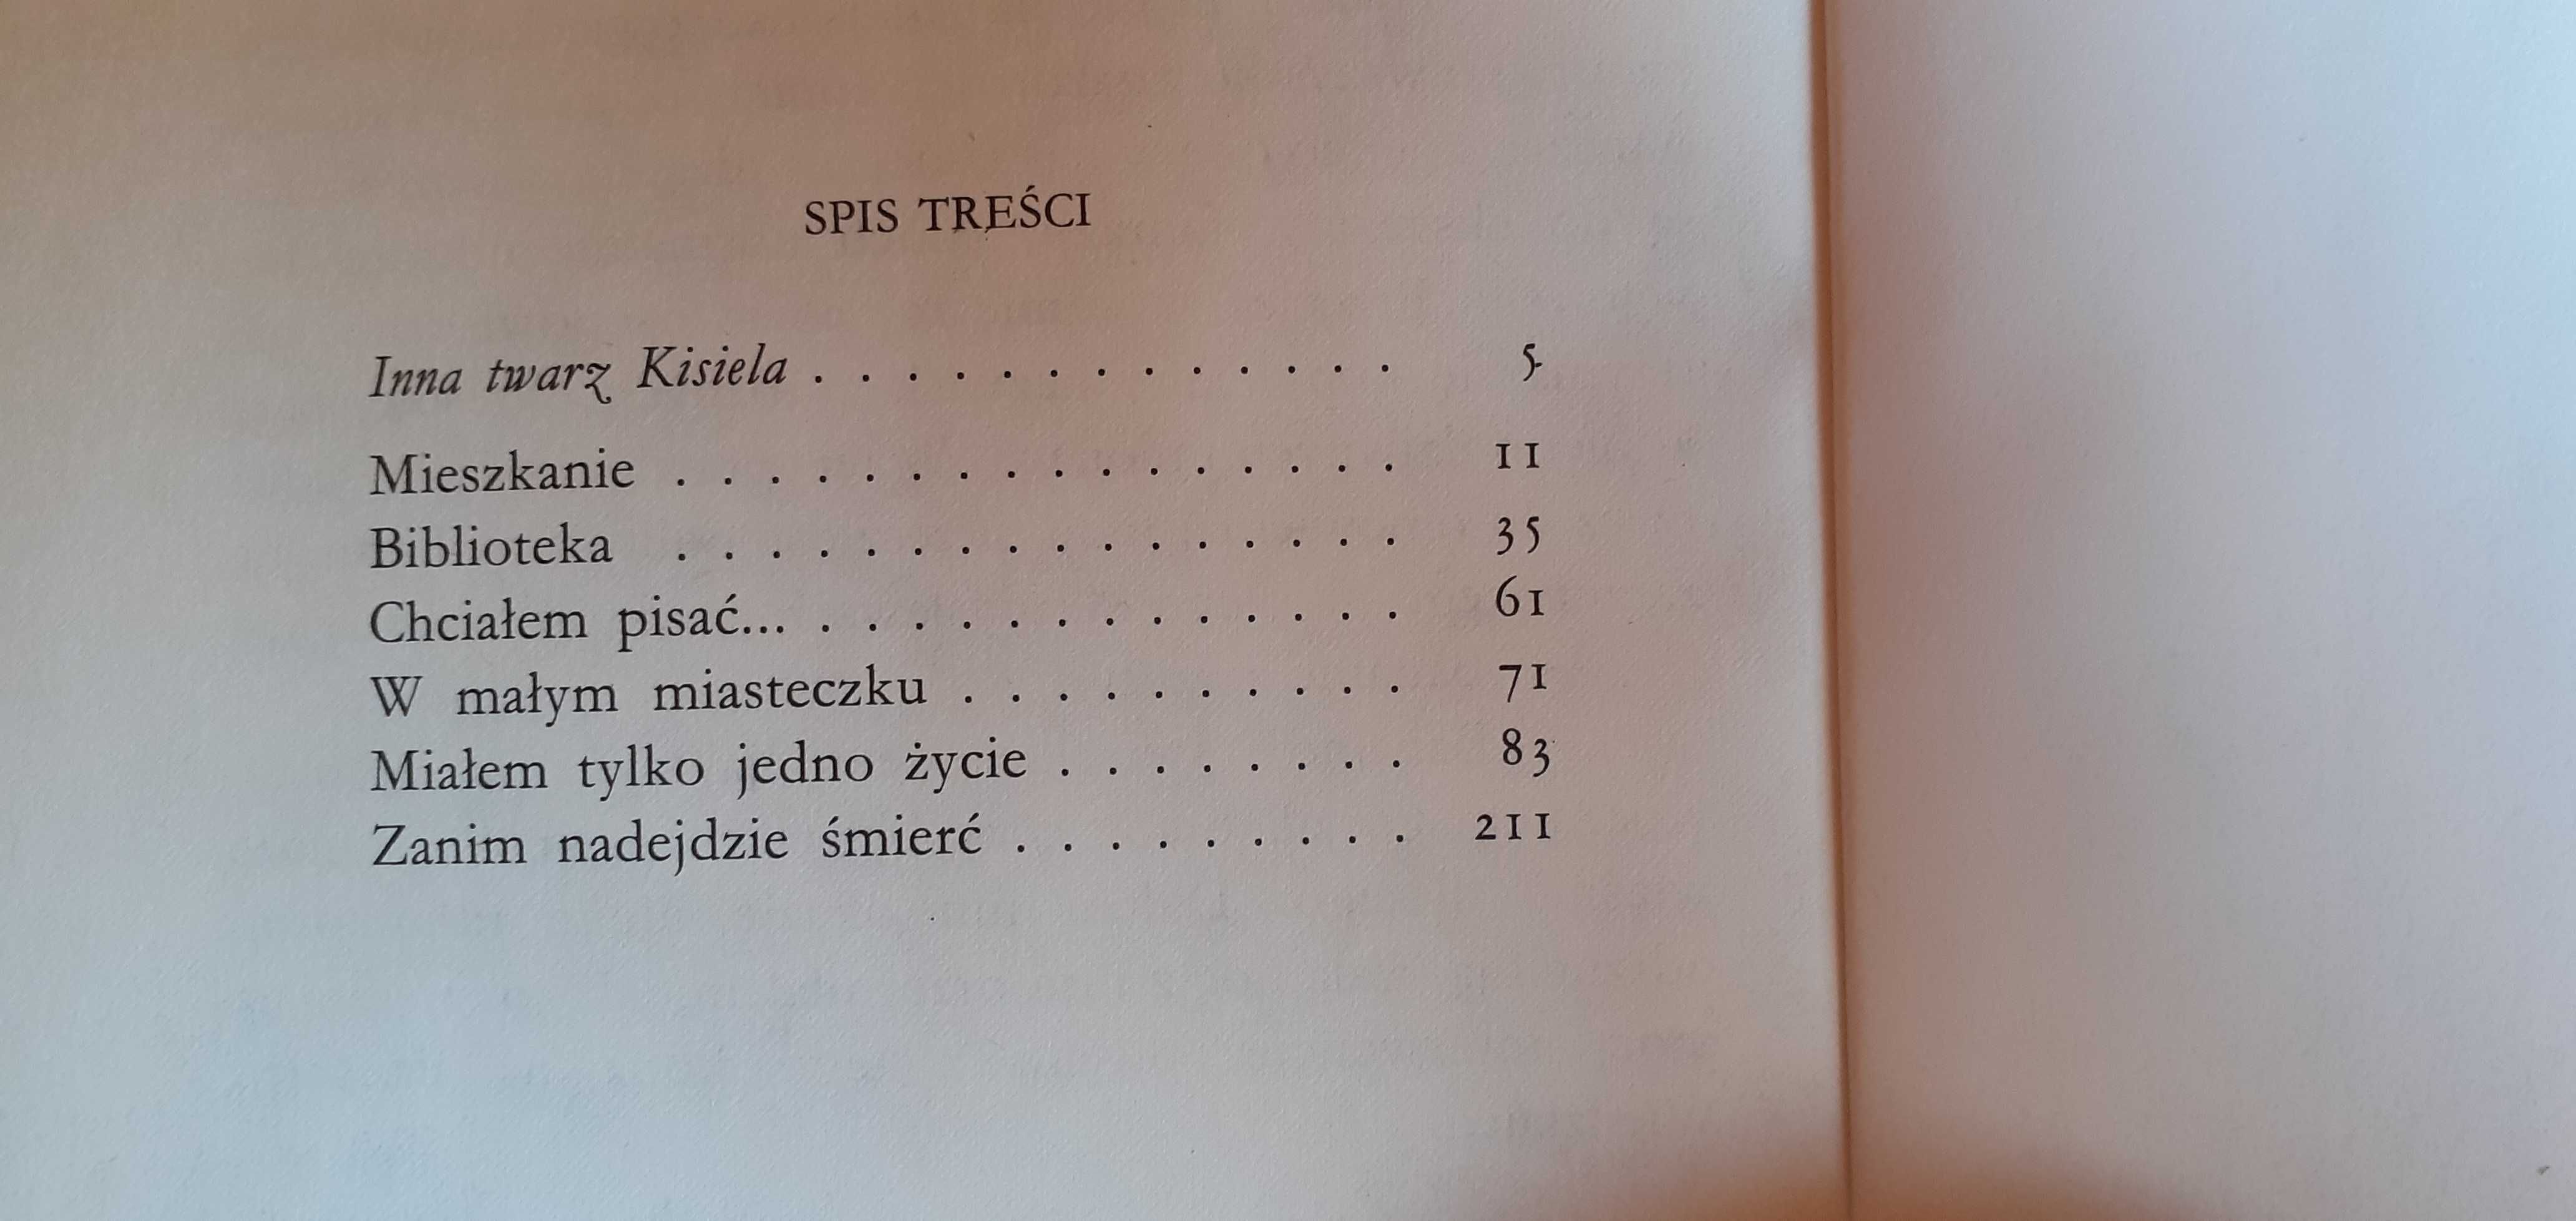 SPIS TREŚCI
Inna twarz Kisiela . . . . . . . . . . . . . 5
Mieszkanie . . . . . . . . . . . . . . . . 11
Biblioteka . . . . . . . . . . . . . . . . 35
Chciałem pisać... . . . . . . . . . . . . . 61
W małym miasteczku . . . . . . . . . . 71
Miałem tylko jedno życie . . . . . . . . 83
Zanim nadejdzie śmierć . . . . . . . . . 211